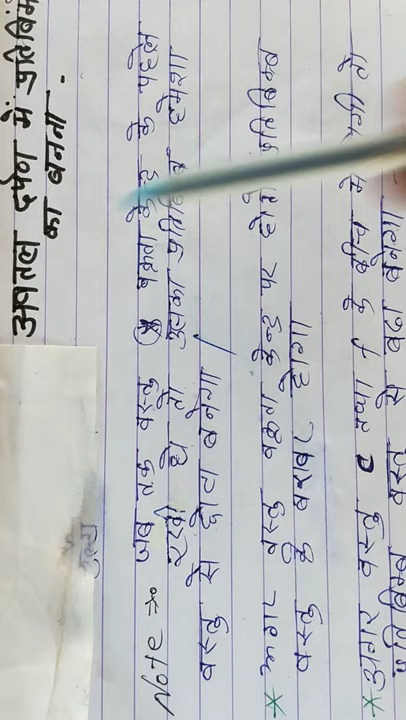 अवतल दर्पण में प्रतिबिम्ब
का बनना -
Note → जब तक वस्तु वक्रता केन्द्र के पहले
रखी है। तो उसका प्रतिबिम्ब हमेशा
वस्तु से छोटा बनेगा
* अगर वस्तु वक्रता केन्द्र पर होगी प्रतिबिम्ब
वस्तु के बराबर होगा
* अगर वस्तु C तथा F के बीच में रखी तो
प्रतिबिम्ब वस्तु से बड़ा बनेगा